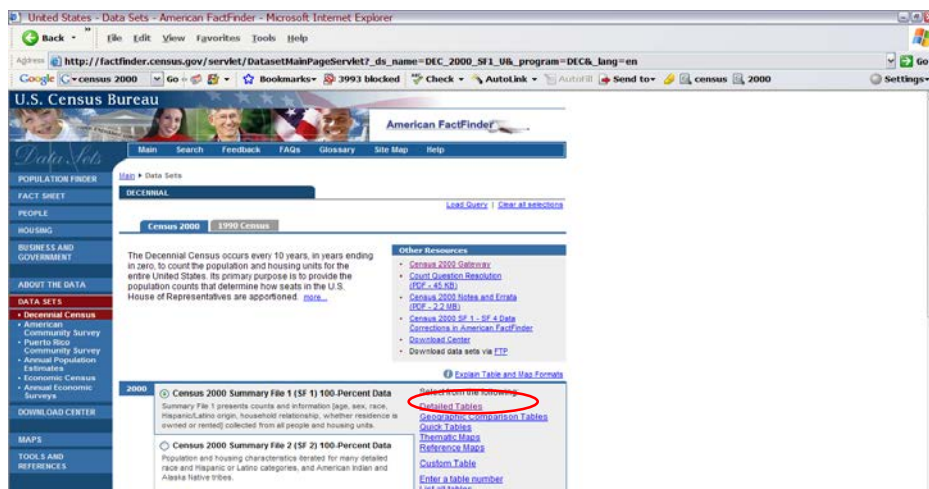 United States - Data Sets - American FactFinder - Microsoft Internet Explorer
Back File Edit View Favorites Tools Help
Address http://factfinder.census.gov/servlet/DatasetMainPageServlet?_ds_name=DEC_2000_SF1_U&_program=DEC&_lang=en Go
Google G census 2000 Go Bookmarks 3993 blocked Check AutoLink AutoFill Send to census 2000 Settings
U.S. Census Bureau
American FactFinder
Data Sets
Main Search Feedback FAQs Glossary Site Map Help
POPULATION FINDER
FACT SHEET
PEOPLE
HOUSING
BUSINESS AND
GOVERNMENT
ABOUT THE DATA
DATA SETS
• Decennial Census
• American
Community Survey
• Puerto Rico
Community Survey
• Annual Population
Estimates
• Economic Census
• Annual Economic
Surveys
DOWNLOAD CENTER
MAPS
TOOLS AND
REFERENCES
Main ▸ Data Sets
DECENNIAL
Load Query | Clear all selections
Census 2000 1990 Census
The Decennial Census occurs every 10 years, in years ending
in zero, to count the population and housing units for the
entire United States. Its primary purpose is to provide the
population counts that determine how seats in the U.S.
House of Representatives are apportioned. more...
Other Resources
• Census 2000 Gateway
• Count Question Resolution
(PDF - 45 KB)
• Census 2000 Notes and Errata
(PDF - 2.2 MB)
• Census 2000 SF 1 - SF 4 Data
Corrections in American FactFinder
• Download Center
• Download data sets via FTP
Explain Table and Map Formats
2000
Census 2000 Summary File 1 (SF 1) 100-Percent Data
Summary File 1 presents counts and information (age, sex, race,
Hispanic/Latino origin, household relationship, whether residence is
owned or rented) collected from all people and housing units.
Census 2000 Summary File 2 (SF 2) 100-Percent Data
Population and housing characteristics iterated for many detailed
race and Hispanic or Latino categories, and American Indian and
Alaska Native tribes.
Select from the following:
Detailed Tables
Geographic Comparison Tables
Quick Tables
Thematic Maps
Reference Maps
Custom Table
Enter a table number
List all tables